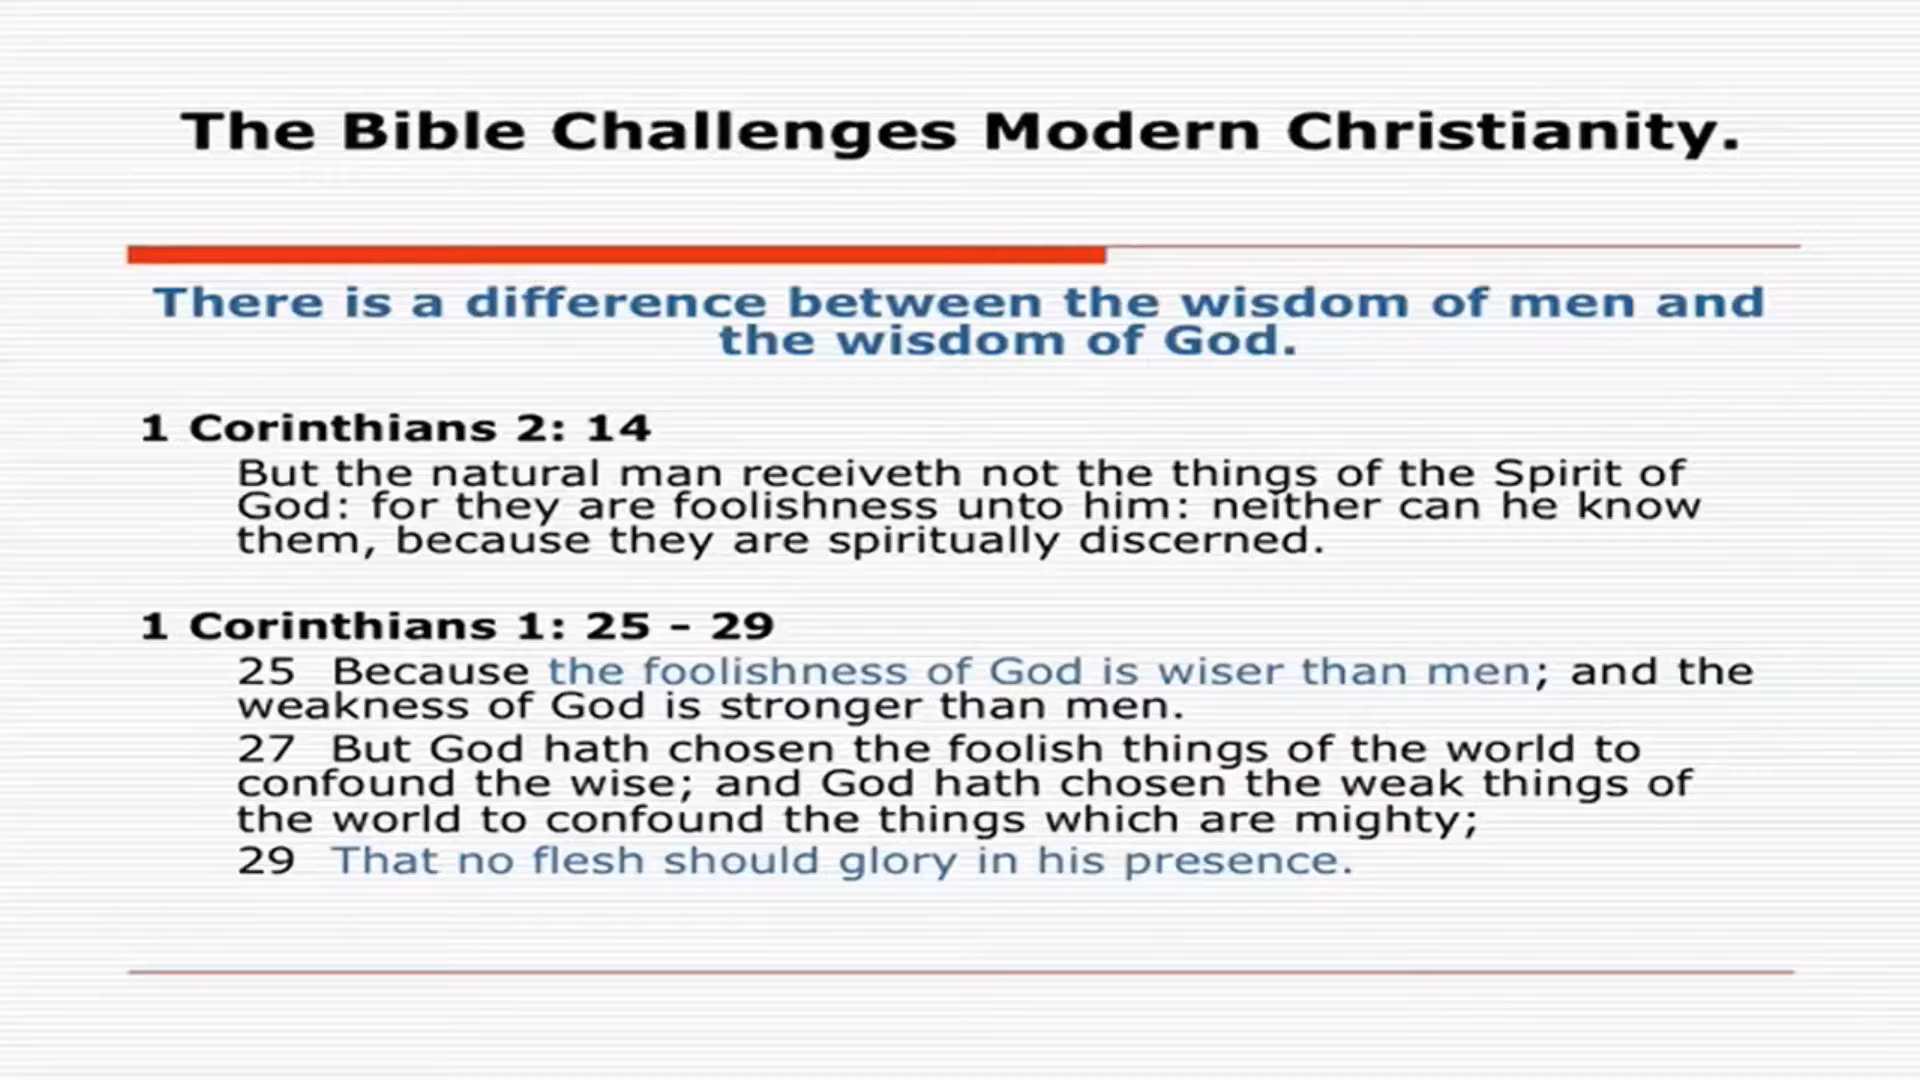 The Bible Challenges Modern Christianity.
There is a difference between the wisdom of men and
the wisdom of God.
1 Corinthians 2: 14
But the natural man receiveth not the things of the Spirit of
God: for they are foolishness unto him: neither can he know
them, because they are spiritually discerned.
1 Corinthians 1: 25 - 29
25 Because the foolishness of God is wiser than men; and the
weakness of God is stronger than men.
27 But God hath chosen the foolish things of the world to
confound the wise; and God hath chosen the weak things of
the world to confound the things which are mighty;
29 That no flesh should glory in his presence.